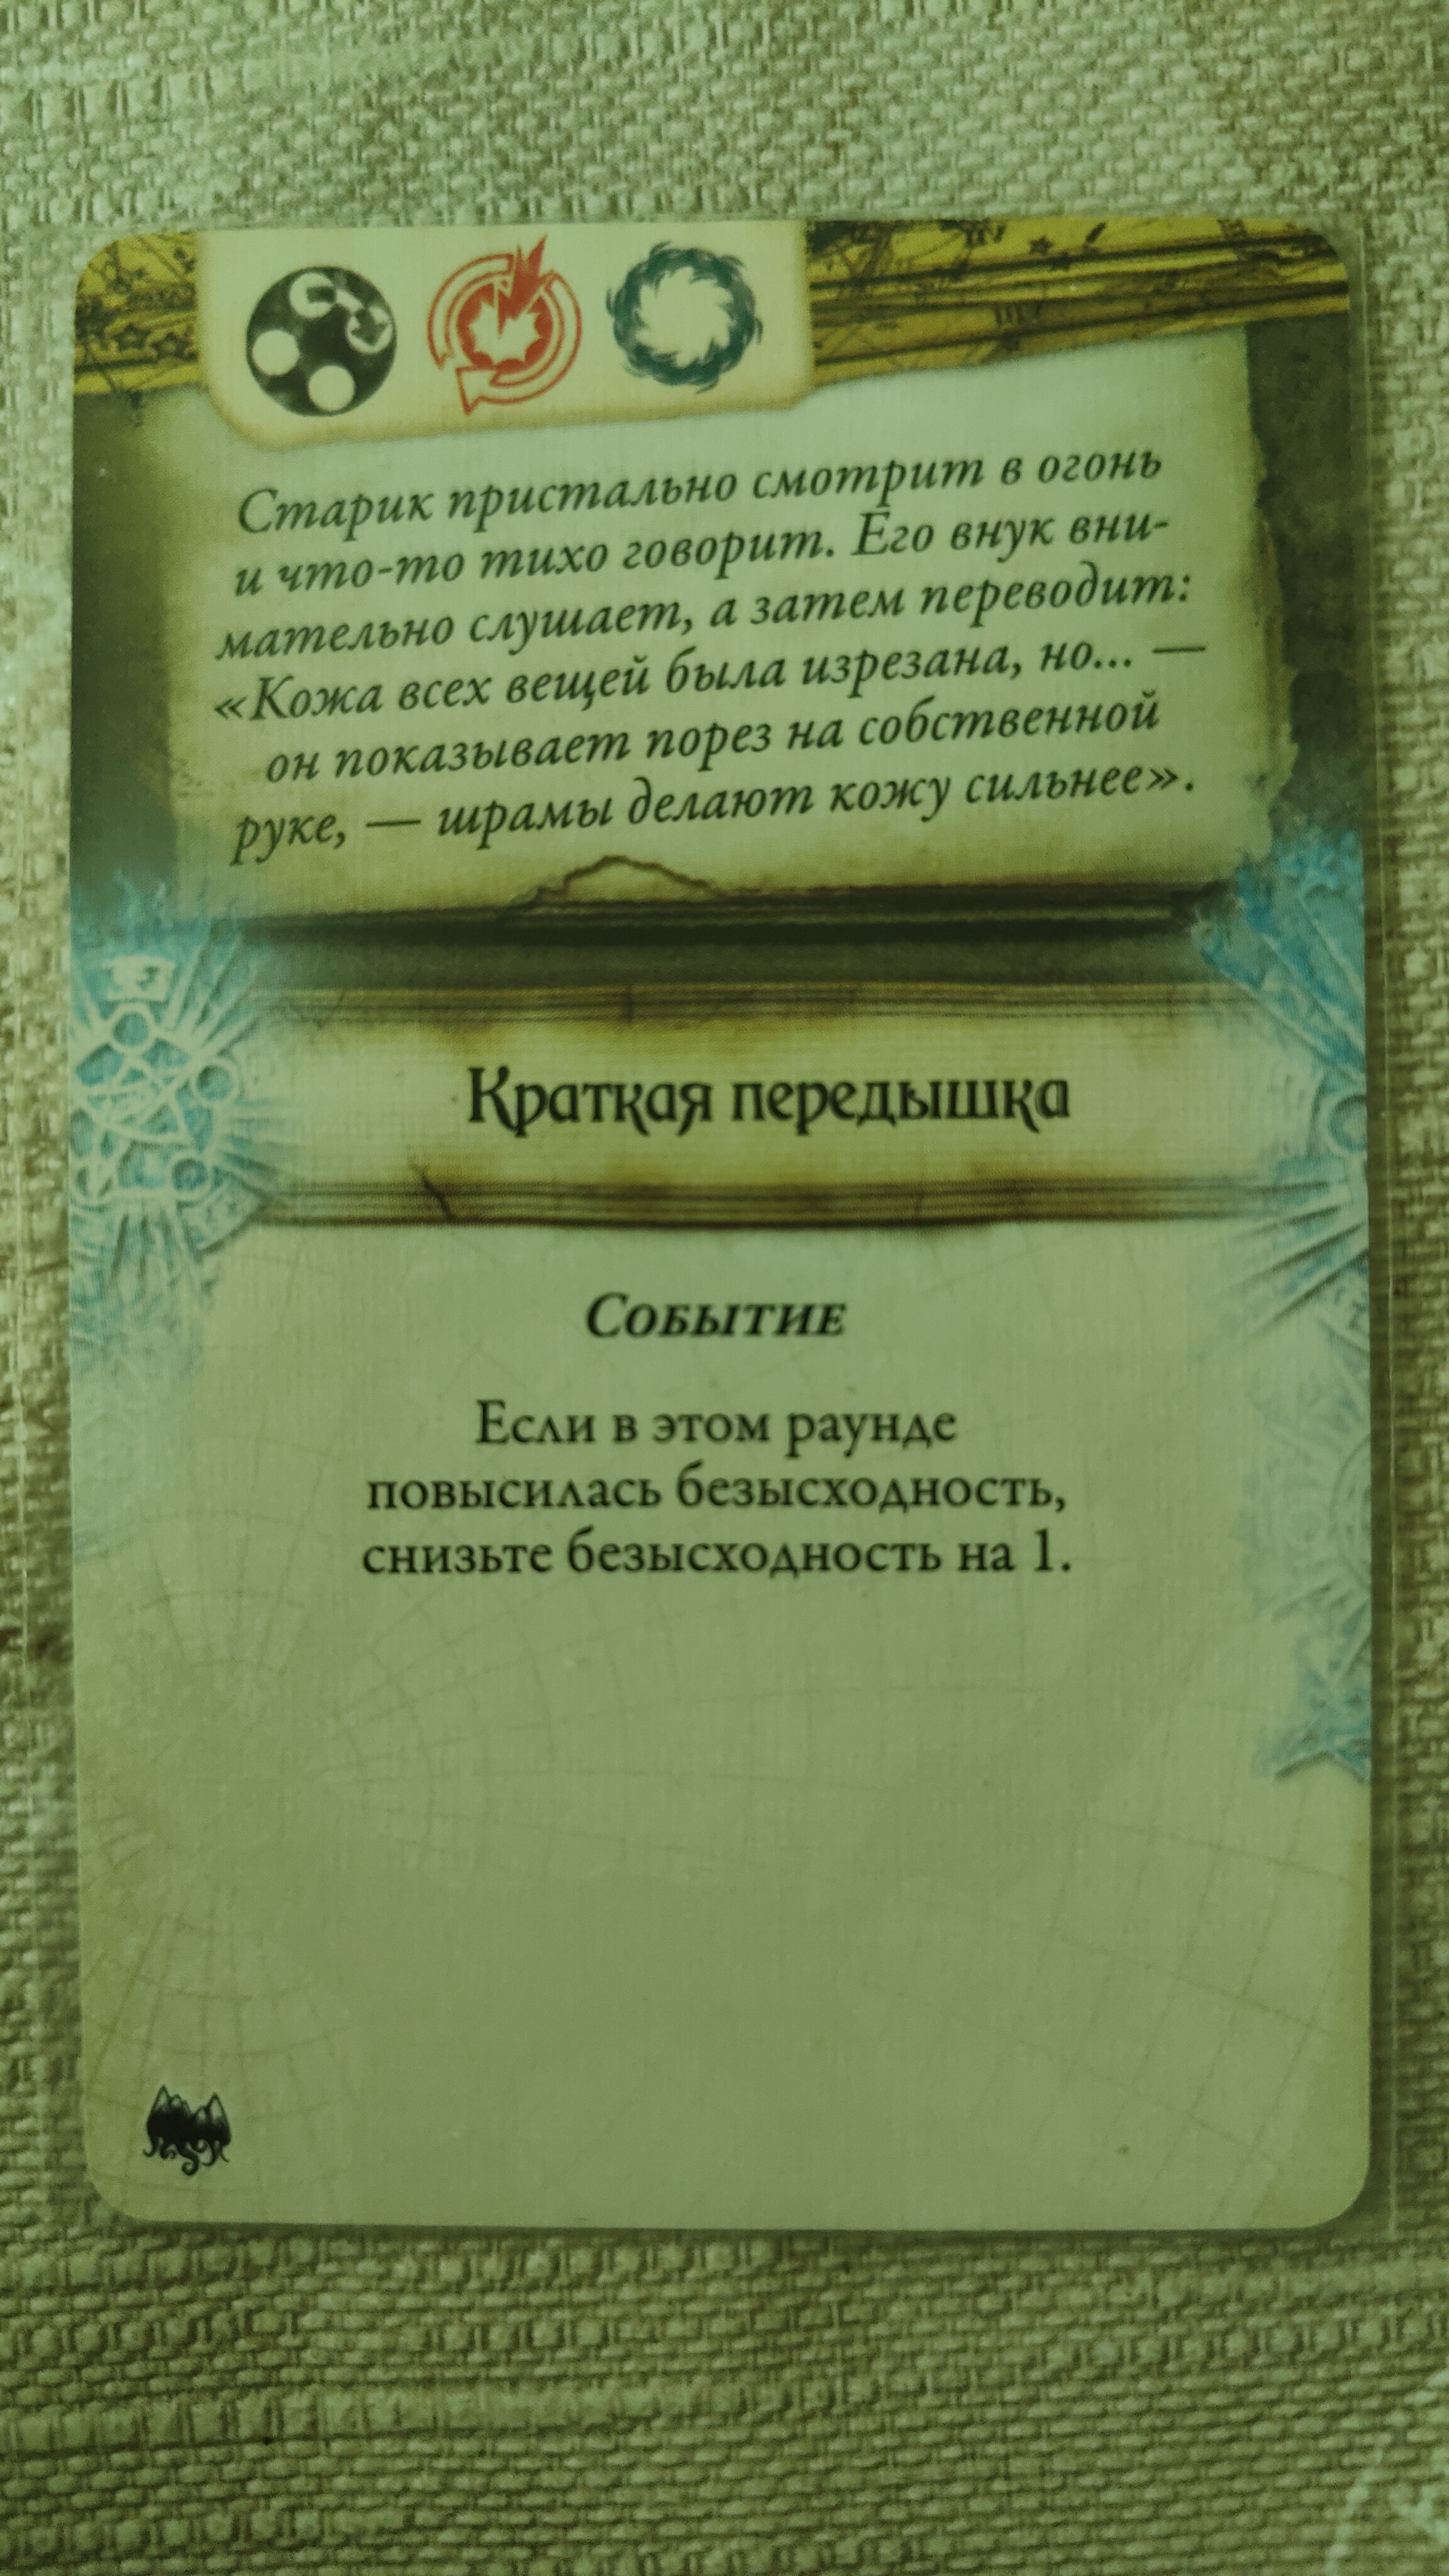 Старик пристально смотрит в огонь
и что-то тихо говорит. Его внук вни-
мательно слушает, а затем переводит:
«Кожа всех вещей была изрезана, но... —
он показывает порез на собственной
руке, — шрамы делают кожу сильнее».
Краткая передышка
Событие
Если в этом раунде
повысилась безысходность,
снизьте безысходность на 1.